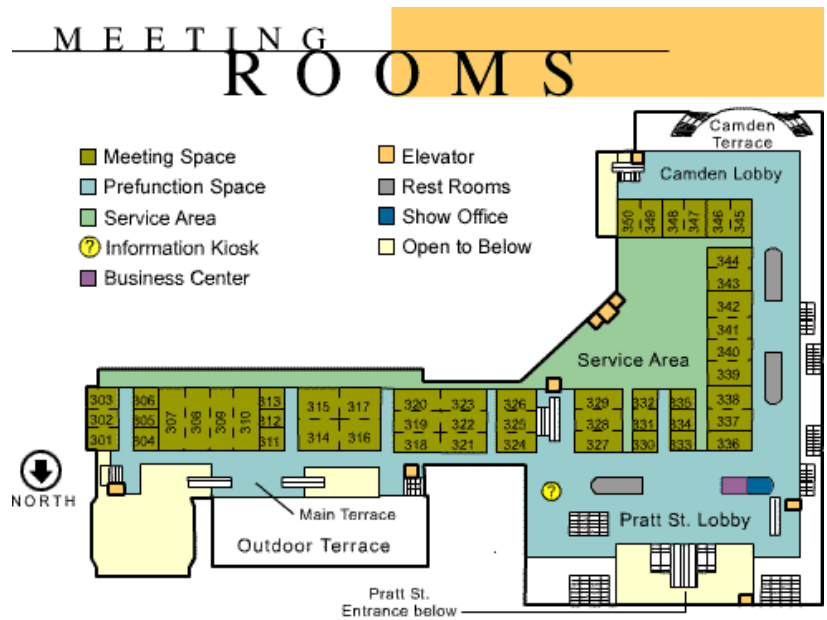 MEETING
ROOMS
Camden
Terrace
Meeting Space
Elevator
Prefunction Space
Rest Rooms
Camden Lobby
Service Area
Show Office
? Information Kiosk
Open to Below
Business Center
350 349 348 347 346 345
344
343
342
341
340
339
338
337
336
Service Area
303 306 307 308 309 310 313 315 317 320 323 326 329 332 335
302 305 312 319 322 325 328 331 334
301 304 311 314 316 318 321 324 327 330 333
NORTH
?
Main Terrace
Pratt St. Lobby
Outdoor Terrace
Pratt St.
Entrance below